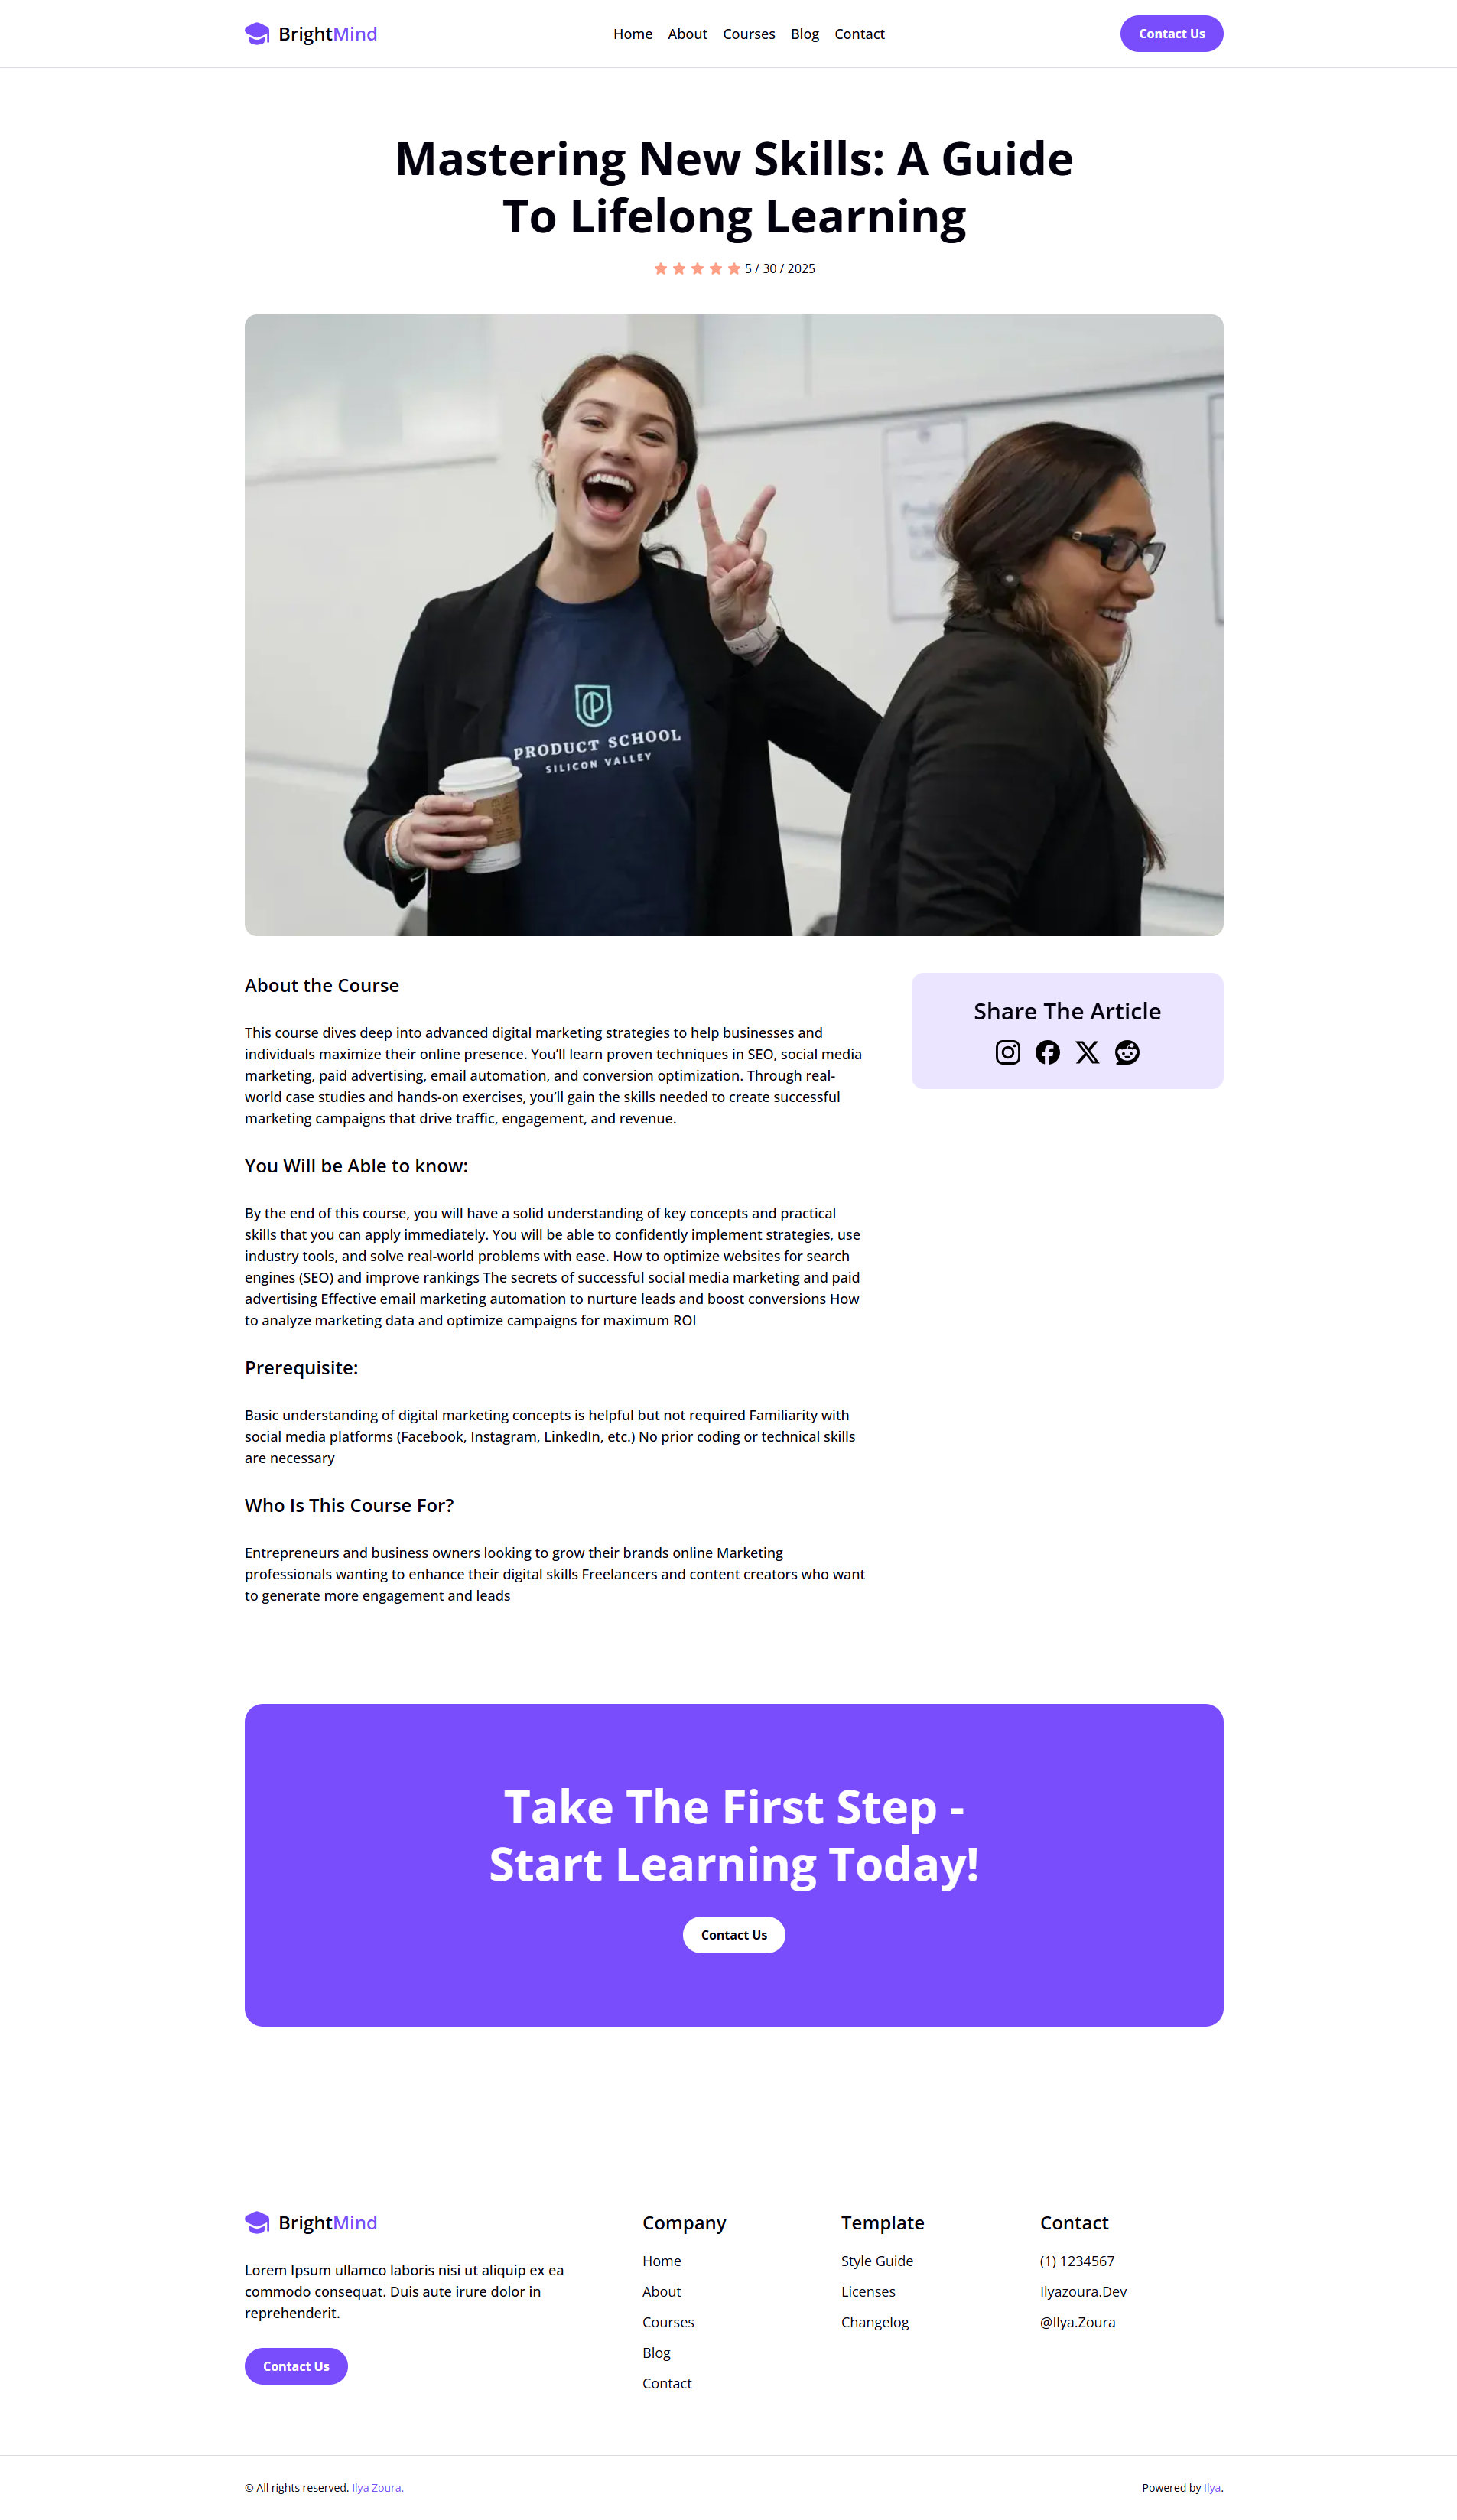 BrightMind
Home About Courses Blog Contact
Contact Us
Mastering New Skills: A Guide
To Lifelong Learning
5 / 30 / 2025
PRODUCT SCHOOL
SILICON VALLEY
About the Course
This course dives deep into advanced digital marketing strategies to help businesses and
individuals maximize their online presence. You’ll learn proven techniques in SEO, social media
marketing, paid advertising, email automation, and conversion optimization. Through real-
world case studies and hands-on exercises, you’ll gain the skills needed to create successful
marketing campaigns that drive traffic, engagement, and revenue.
You Will be Able to know:
By the end of this course, you will have a solid understanding of key concepts and practical
skills that you can apply immediately. You will be able to confidently implement strategies, use
industry tools, and solve real-world problems with ease. How to optimize websites for search
engines (SEO) and improve rankings The secrets of successful social media marketing and paid
advertising Effective email marketing automation to nurture leads and boost conversions How
to analyze marketing data and optimize campaigns for maximum ROI
Prerequisite:
Basic understanding of digital marketing concepts is helpful but not required Familiarity with
social media platforms (Facebook, Instagram, LinkedIn, etc.) No prior coding or technical skills
are necessary
Who Is This Course For?
Entrepreneurs and business owners looking to grow their brands online Marketing
professionals wanting to enhance their digital skills Freelancers and content creators who want
to generate more engagement and leads
Share The Article
Take The First Step -
Start Learning Today!
Contact Us
BrightMind
Lorem Ipsum ullamco laboris nisi ut aliquip ex ea
commodo consequat. Duis aute irure dolor in
reprehenderit.
Contact Us
Company
Home
About
Courses
Blog
Contact
Template
Style Guide
Licenses
Changelog
Contact
(1) 1234567
Ilyazoura.Dev
@Ilya.Zoura
© All rights reserved. Ilya Zoura.
Powered by Ilya.